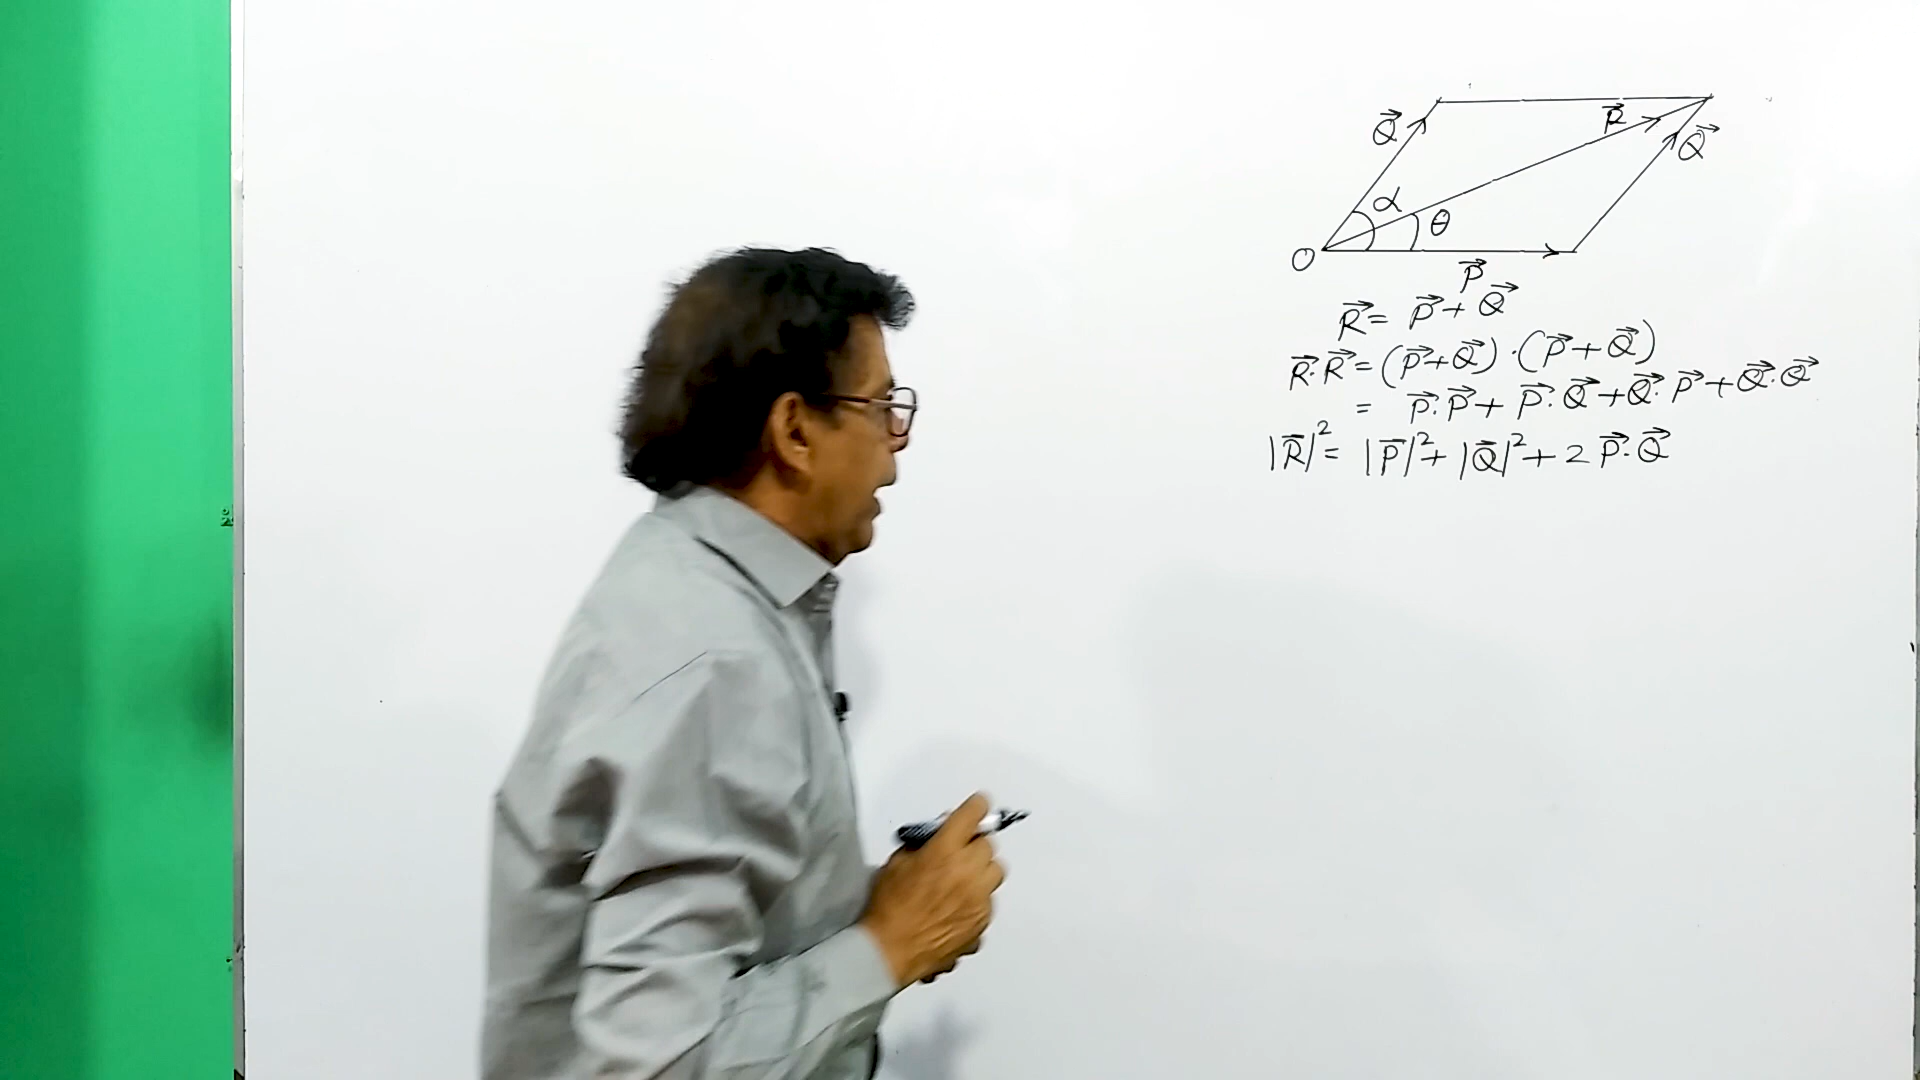 Q⃗ R⃗ Q⃗
α θ
O P⃗
R⃗ = P⃗ + Q⃗
R⃗·R⃗ = (P⃗+Q⃗)·(P⃗+Q⃗)
= P⃗·P⃗ + P⃗·Q⃗ + Q⃗·P⃗ + Q⃗·Q⃗
|R⃗|² = |P⃗|² + |Q⃗|² + 2 P⃗·Q⃗